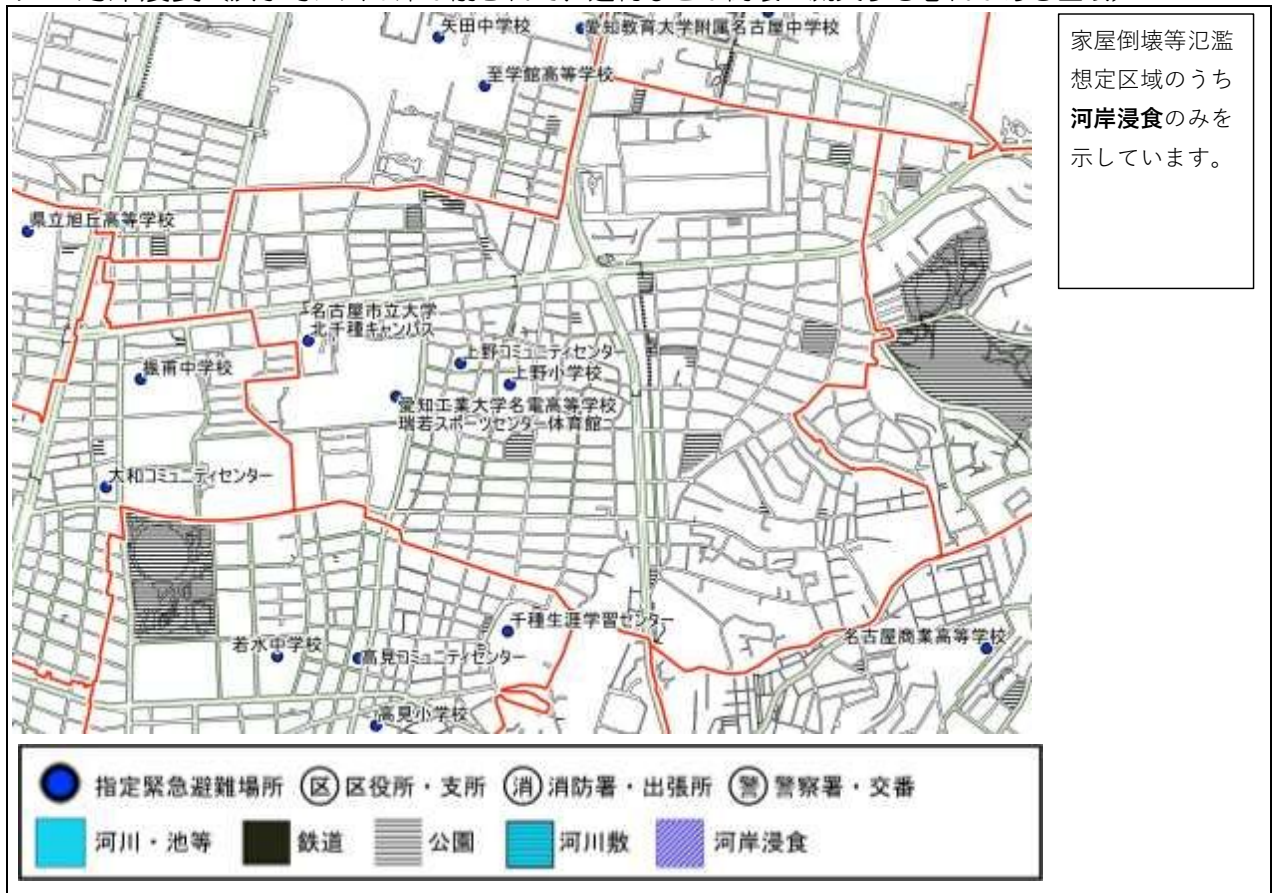 矢田中学校
愛知教育大学附属名古屋中学校
至学館高等学校
県立旭丘高等学校
名古屋市立大学
北千種キャンパス
振甫中学校
上野コミュニティセンター
上野小学校
愛知工業大学名電高等学校
瑞若スポーツセンター体育館
大和コミュニティセンター
千種生涯学習センター
若水中学校
高見コミュニティセンター
名古屋商業高等学校
高見小学校
家屋倒壊等氾濫
想定区域のうち
河岸浸食のみを
示しています。
指定緊急避難場所 区 区役所・支所 消 消防署・出張所 警 警察署・交番
河川・池等 鉄道 公園 河川敷 河岸浸食